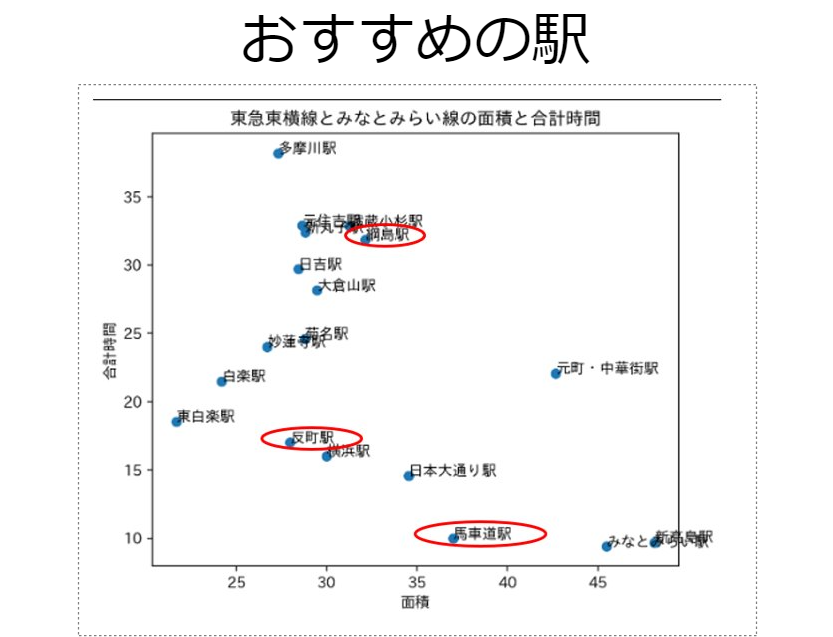 おすすめの駅
東急東横線とみなとみらい線の面積と合計時間
多摩川駅
元住吉駅
武蔵小杉駅
新丸子駅
綱島駅
日吉駅
大倉山駅
菊名駅
妙蓮寺駅
元町・中華街駅
白楽駅
東白楽駅
反町駅
横浜駅
日本大通り駅
馬車道駅
新高島駅
みなとみらい駅
合計時間
35
30
25
20
15
10
25
30
35
40
45
面積